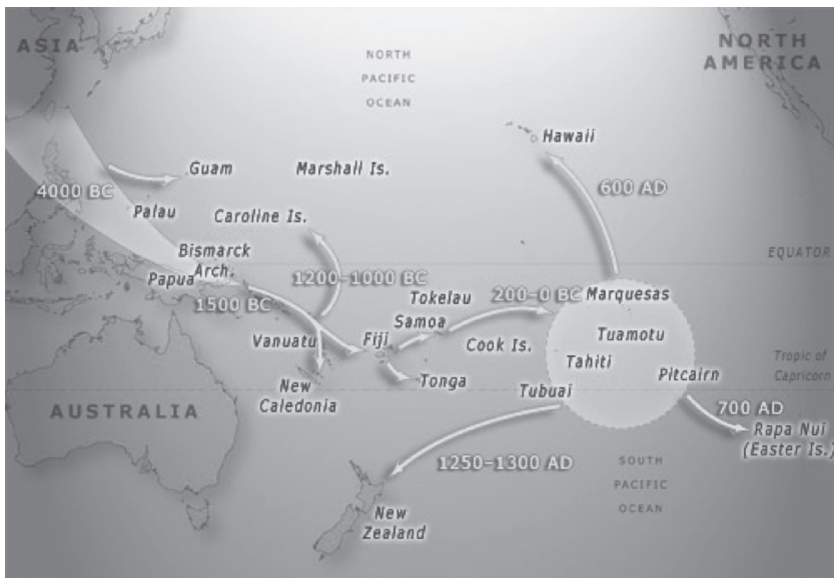 ASIA
NORTH
PACIFIC
OCEAN
NORTH
AMERICA
Hawaii
Guam
Marshall Is.
4000 BC
600 AD
Palau
Caroline Is.
Bismarck
Arch.
EQUATOR
Papua
1200-1000 BC
1500 BC
Tokelau
200-0 BC
Marquesas
Samoa
Vanuatu
Fiji
Cook Is.
Tuamotu
Tahiti
Tropic of
Capricorn
Pitcairn
New
Caledonia
Tonga
Tubuai
AUSTRALIA
700 AD
Rapa Nui
(Easter Is.)
1250-1300 AD
SOUTH
PACIFIC
OCEAN
New
Zealand